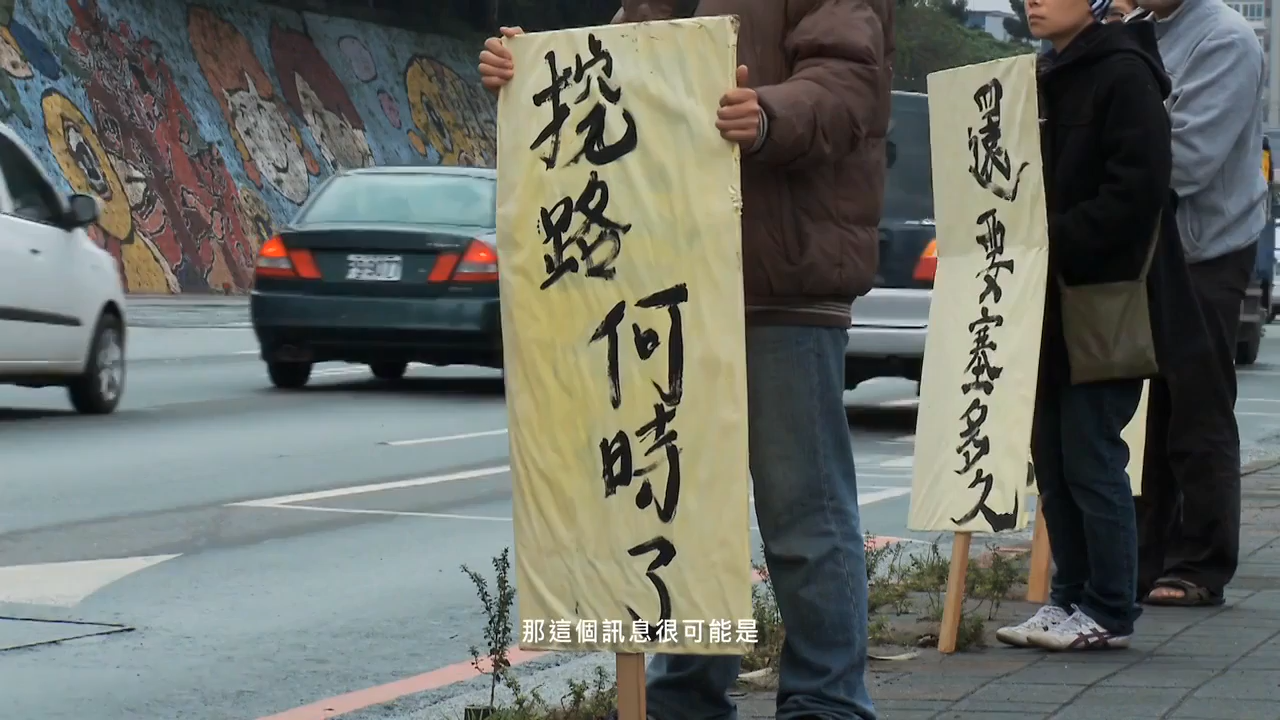 挖路何時了
還要塞多久
那這個訊息很可能是